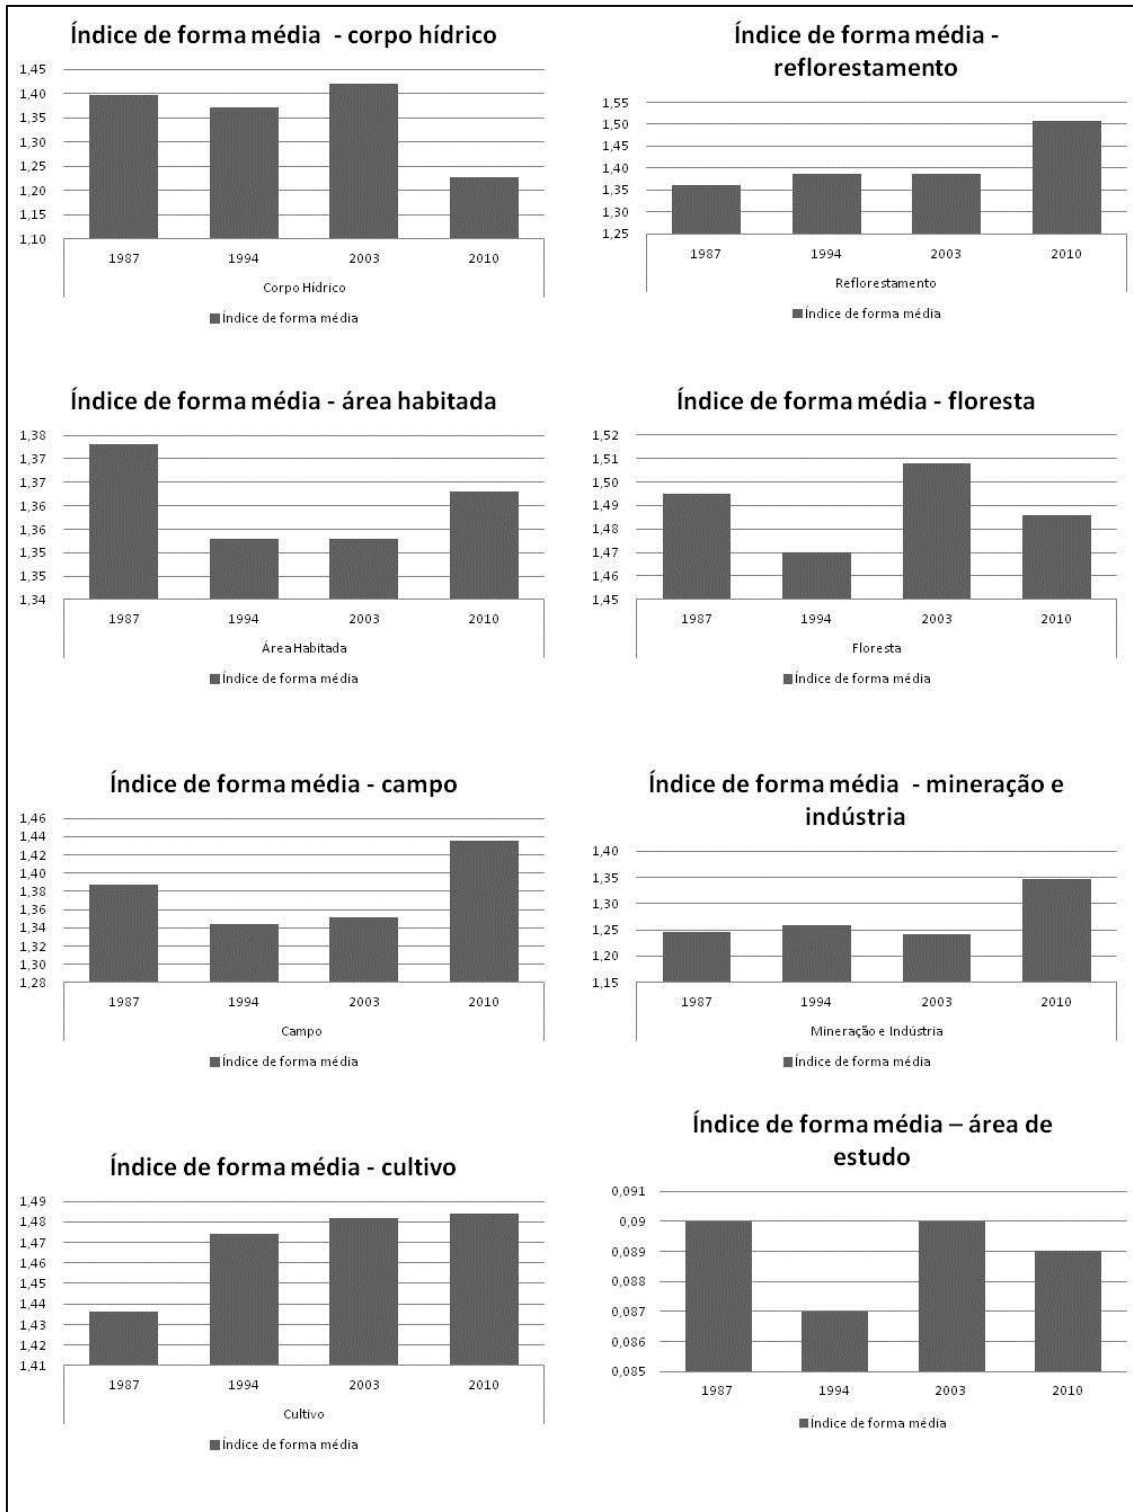 Índice de forma média - corpo hídrico
1,45
1,40
1,35
1,30
1,25
1,20
1,15
1,10
1987 1994 2003 2010
Corpo Hídrico
Índice de forma média
Índice de forma média -
reflorestamento
1,55
1,50
1,45
1,40
1,35
1,30
1,25
1987 1994 2003 2010
Reflorestamento
Índice de forma média
Índice de forma média - área habitada
1,38
1,37
1,37
1,36
1,36
1,35
1,35
1,34
1987 1994 2003 2010
Área Habitada
Índice de forma média
Índice de forma média - floresta
1,52
1,51
1,50
1,49
1,48
1,47
1,46
1,45
1987 1994 2003 2010
Floresta
Índice de forma média
Índice de forma média - campo
1,46
1,44
1,42
1,40
1,38
1,36
1,34
1,32
1,30
1,28
1987 1994 2003 2010
Campo
Índice de forma média
Índice de forma média - mineração e
indústria
1,40
1,35
1,30
1,25
1,20
1,15
1987 1994 2003 2010
Mineração e Indústria
Índice de forma média
Índice de forma média - cultivo
1,49
1,48
1,47
1,46
1,45
1,44
1,43
1,42
1,41
1987 1994 2003 2010
Cultivo
Índice de forma média
Índice de forma média – área de
estudo
0,091
0,09
0,089
0,088
0,087
0,086
0,085
1987 1994 2003 2010
Índice de forma média